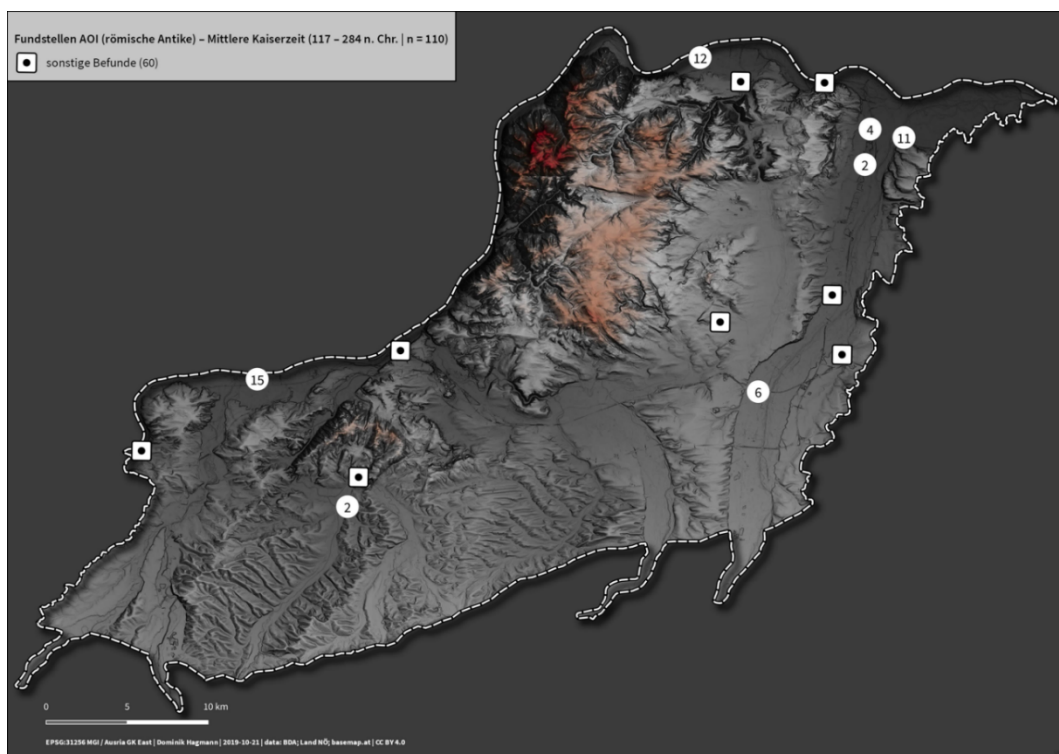 Fundstellen AOI (römische Antike) – Mittlere Kaiserzeit (117 – 284 n. Chr. | n = 110)
sonstige Befunde (60)
12
4
11
2
15
6
2
0 5 10 km
EPSG:31256 MGI / Ausria GK East | Dominik Hagmann | 2019-10-21 | data: BDA; Land NÖ; basemap.at | CC BY 4.0